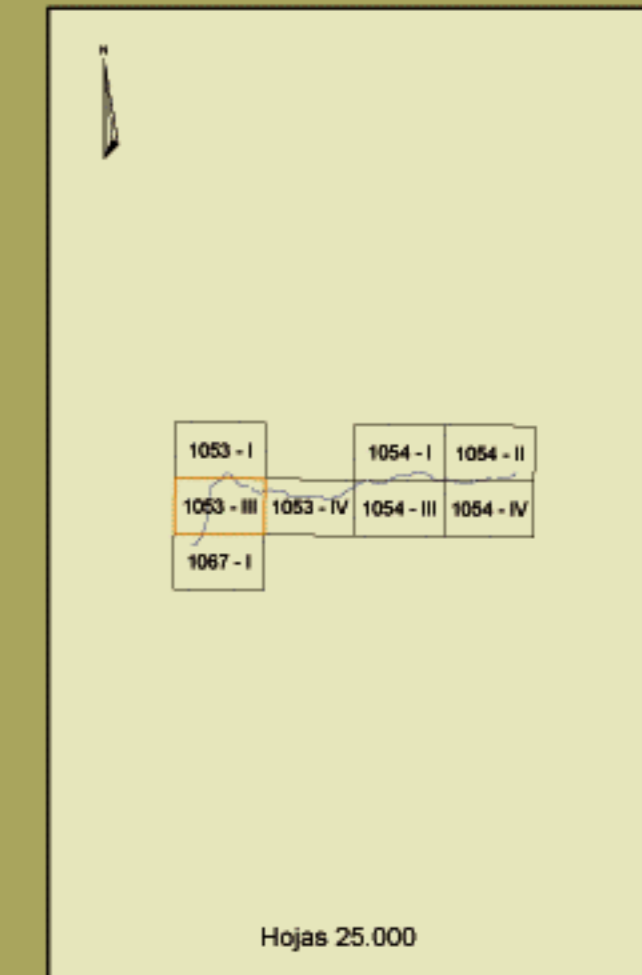 N
1053 - I
1054 - I
1054 - II
1053 - III
1053 - IV
1054 - III
1054 - IV
1067 - I
Hojas 25.000